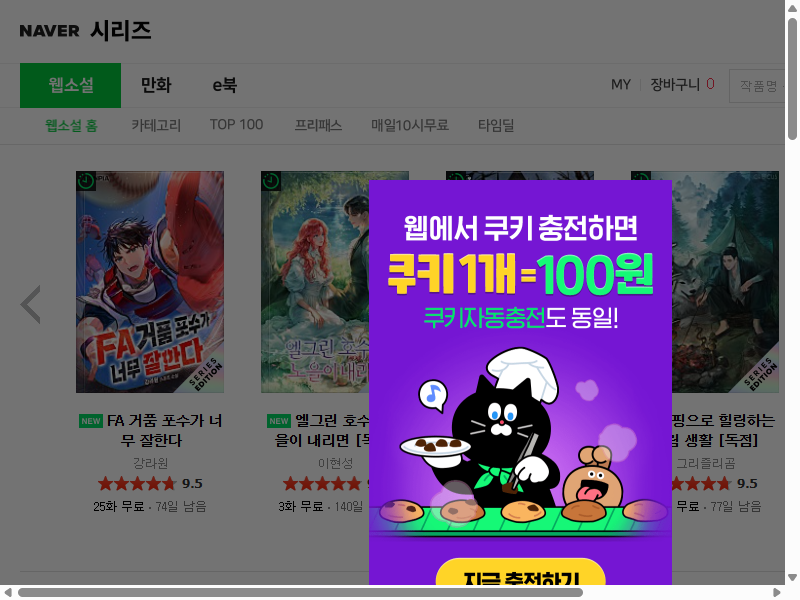 NAVER 시리즈
웹소설 만화 e북 MY 장바구니 0 작품명
웹소설 홈 카테고리 TOP 100 프리패스 매일10시무료 타임딜
웹에서 쿠키 충전하면
쿠키 1개=100원
쿠키자동충전도 동일!
지금 충전하기
FA 거품 포수가
너무 잘한다
SERIES EDITION
엘그린 호수
노을이 내리
SERIES EDITION
NEW FA 거품 포수가 너
무 잘한다
강라원
9.5
25화 무료 · 74일 남음
NEW 엘그린 호수
을이 내리면 [독
이현성
3화 무료 · 140일
핑으로 힐링하는
생활 [독점]
그리즐리곰
9.5
무료 · 77일 남음